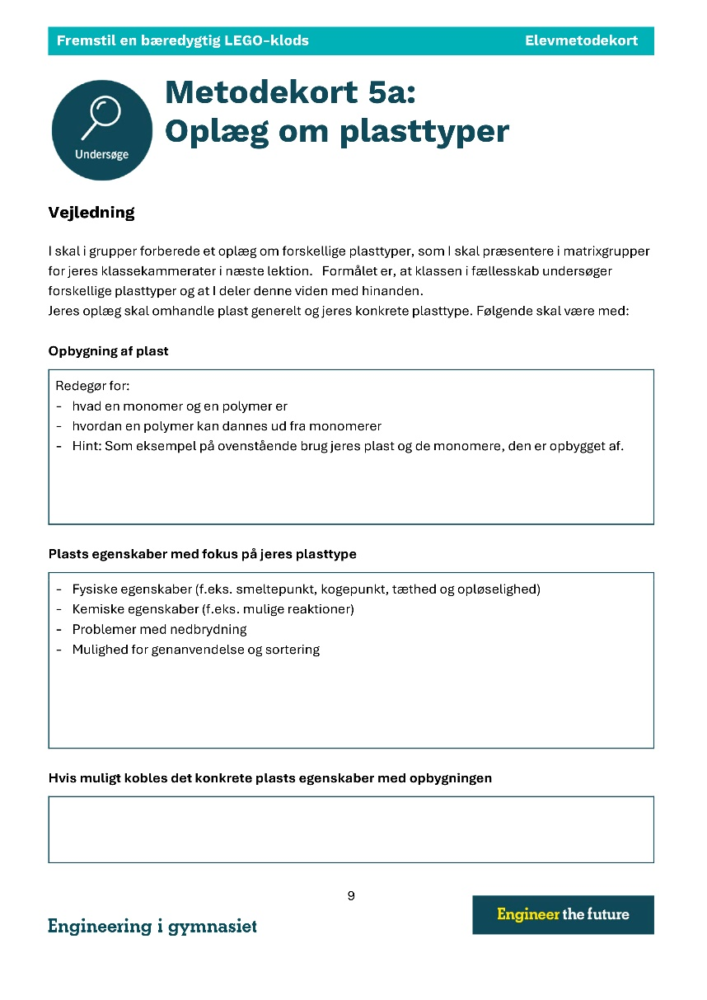 Fremstil en bæredygtig LEGO-klods Elevmetodekort
Metodekort 5a:
Oplæg om plasttyper
Undersøge
Vejledning
I skal i grupper forberede et oplæg om forskellige plasttyper, som I skal præsentere i matrixgrupper
for jeres klassekammerater i næste lektion.   Formålet er, at klassen i fællesskab undersøger
forskellige plasttyper og at I deler denne viden med hinanden.
Jeres oplæg skal omhandle plast generelt og jeres konkrete plasttype. Følgende skal være med:
Opbygning af plast
Redegør for:
- hvad en monomer og en polymer er
- hvordan en polymer kan dannes ud fra monomerer
- Hint: Som eksempel på ovenstående brug jeres plast og de monomere, den er opbygget af.
Plasts egenskaber med fokus på jeres plasttype
- Fysiske egenskaber (f.eks. smeltepunkt, kogepunkt, tæthed og opløselighed)
- Kemiske egenskaber (f.eks. mulige reaktioner)
- Problemer med nedbrydning
- Mulighed for genanvendelse og sortering
Hvis muligt kobles det konkrete plasts egenskaber med opbygningen
9
Engineering i gymnasiet
Engineer the future